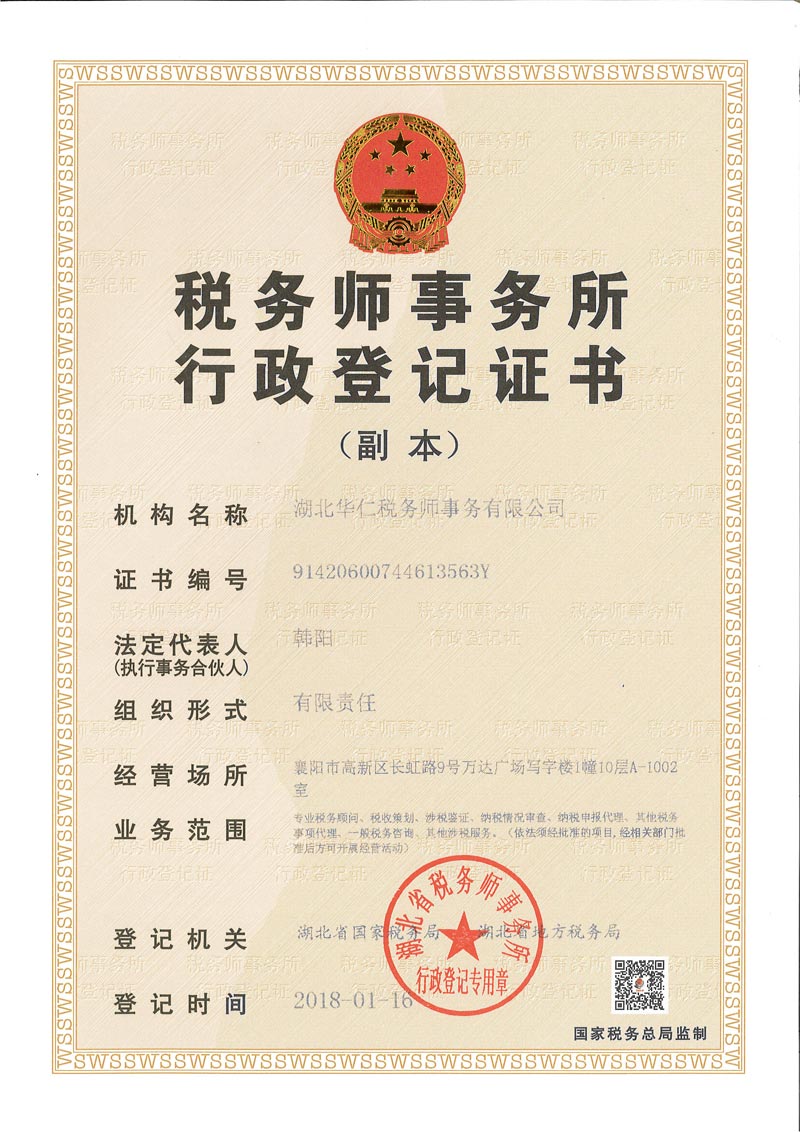 税务师事务所
行政登记证书
（副 本）
机构名称 湖北华仁税务师事务有限公司
证书编号 91420600744613563Y
法定代表人 韩阳
(执行事务合伙人)
组织形式 有限责任
经营场所 襄阳市高新区长虹路9号万达广场写字楼1幢10层A-1002
室
业务范围 专业税务顾问、税收策划、涉税鉴证、纳税情况审查、纳税申报代理、其他税务
事项代理、一般税务咨询、其他涉税服务。（依法须经批准的项目,经相关部门批
准后方可开展经营活动）
登记机关 湖北省国家税务局 湖北省地方税务局
湖北省税务师事务所
行政登记专用章
登记时间 2018-01-16
国家税务总局监制